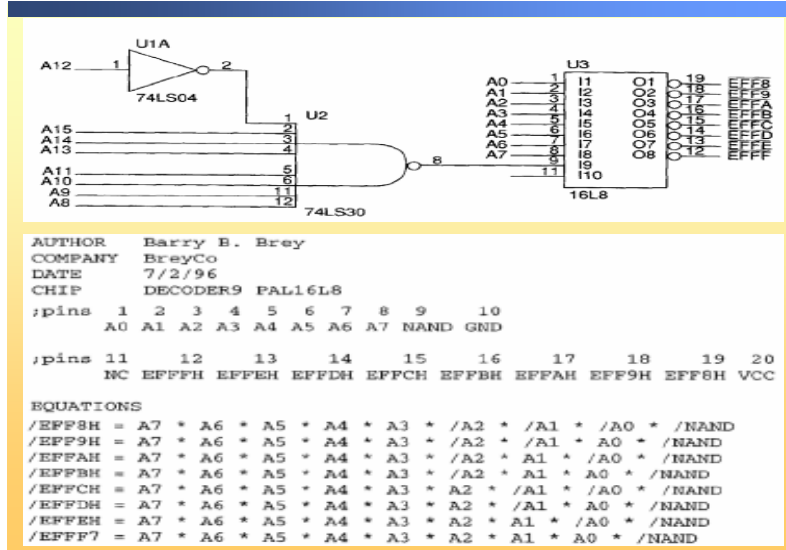 U1A
A12 1 2
74LS04
U2
A15 1
A14 2
A13 3
4
A11 5
A10 6
A9 11
A8 12
8
74LS30
U3
A0 1 I1 O1 19 EFF8
A1 2 I2 O2 18 EFF9
A2 3 I3 O3 17 EFFA
A3 4 I4 O4 16 EFFB
A4 5 I5 O5 15 EFFC
A5 6 I6 O6 14 EFFD
A6 7 I7 O7 13 EFFE
A7 8 I8 O8 12 EFFF
9 I9
11 I10
16L8
AUTHOR Barry B. Brey
COMPANY BreyCo
DATE 7/2/96
CHIP DECODER9 PAL16L8
;pins 1 2 3 4 5 6 7 8 9 10
A0 A1 A2 A3 A4 A5 A6 A7 NAND GND
;pins 11 12 13 14 15 16 17 18 19 20
NC EFFFH EFFEH EFFDH EFFCH EFFBH EFFAH EFF9H EFF8H VCC
EQUATIONS
/EFF8H = A7 * A6 * A5 * A4 * A3 * /A2 * /A1 * /A0 * /NAND
/EFF9H = A7 * A6 * A5 * A4 * A3 * /A2 * /A1 * A0 * /NAND
/EFFAH = A7 * A6 * A5 * A4 * A3 * /A2 * A1 * /A0 * /NAND
/EFFBH = A7 * A6 * A5 * A4 * A3 * /A2 * A1 * A0 * /NAND
/EFFCH = A7 * A6 * A5 * A4 * A3 * A2 * /A1 * /A0 * /NAND
/EFFDH = A7 * A6 * A5 * A4 * A3 * A2 * /A1 * A0 * /NAND
/EFFEH = A7 * A6 * A5 * A4 * A3 * A2 * A1 * /A0 * /NAND
/EFFF7 = A7 * A6 * A5 * A4 * A3 * A2 * A1 * A0 * /NAND